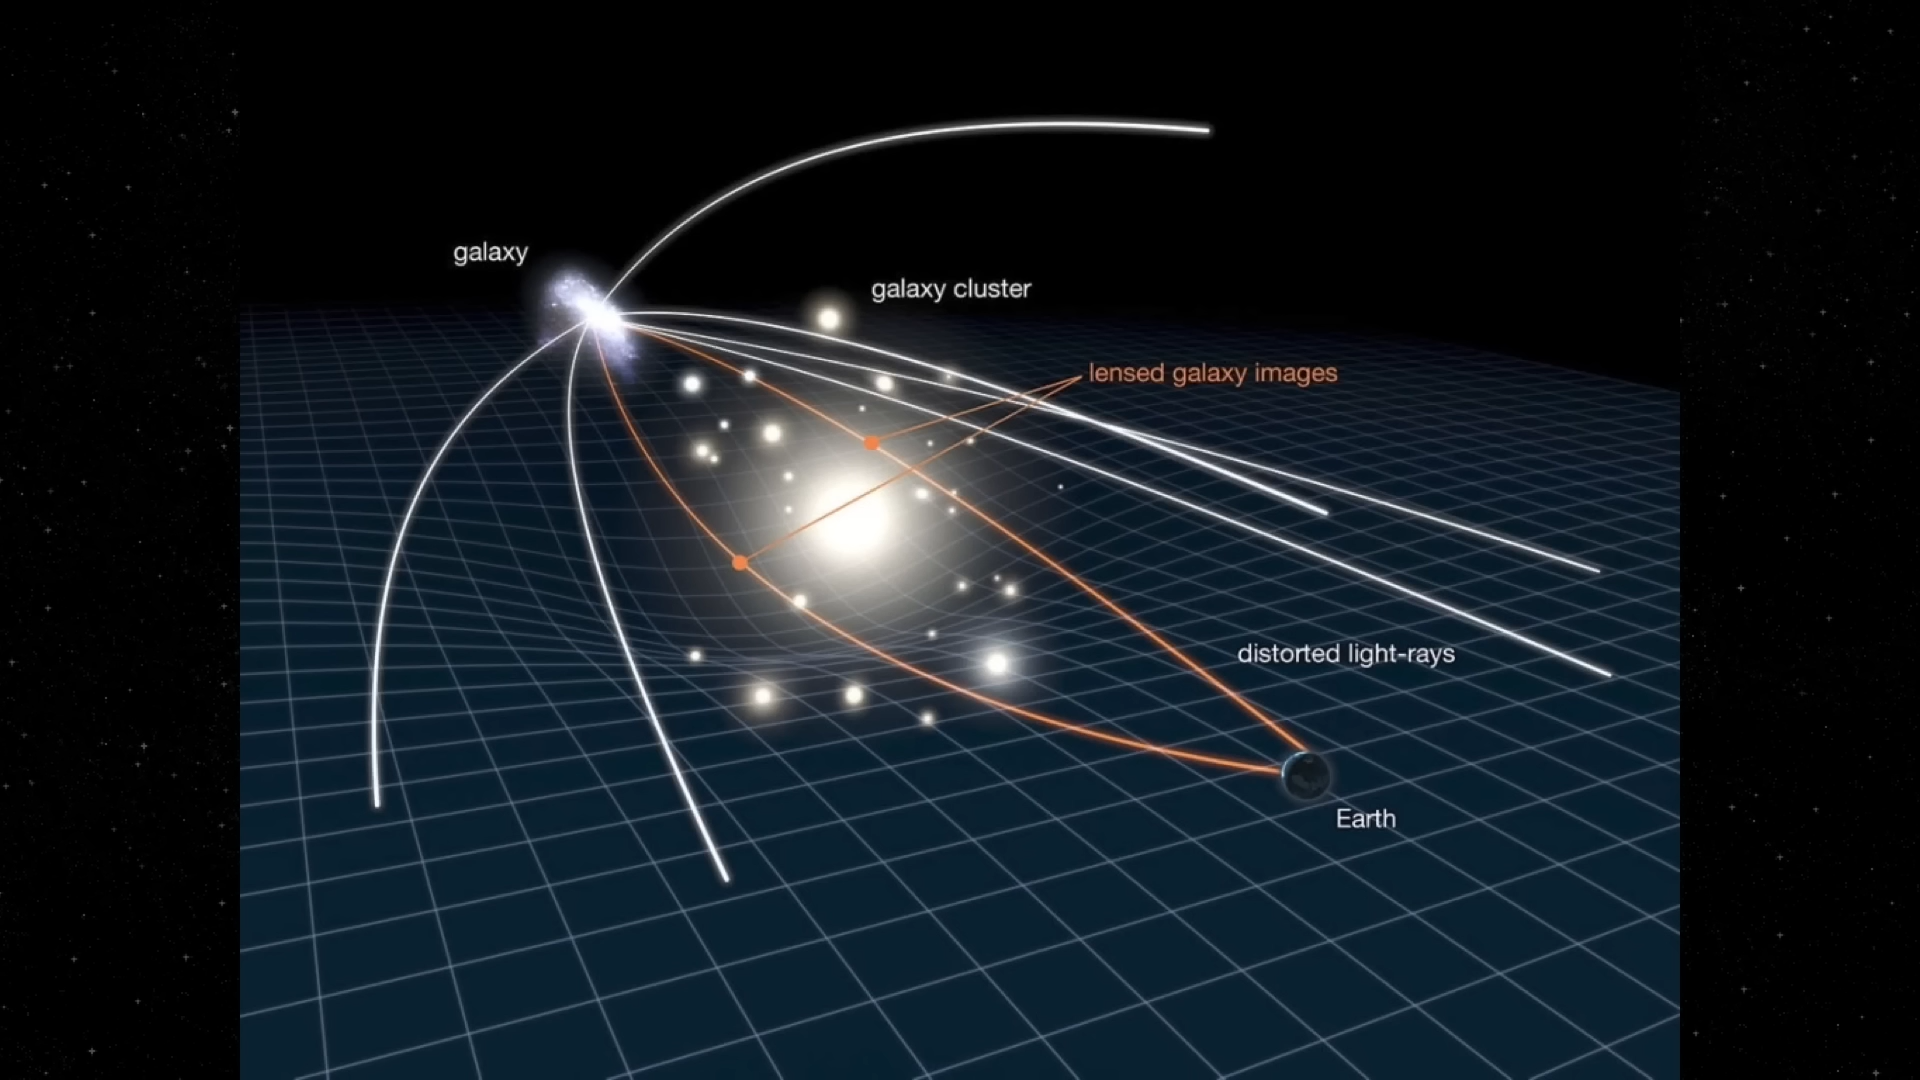 galaxy
galaxy cluster
lensed galaxy images
distorted light-rays
Earth